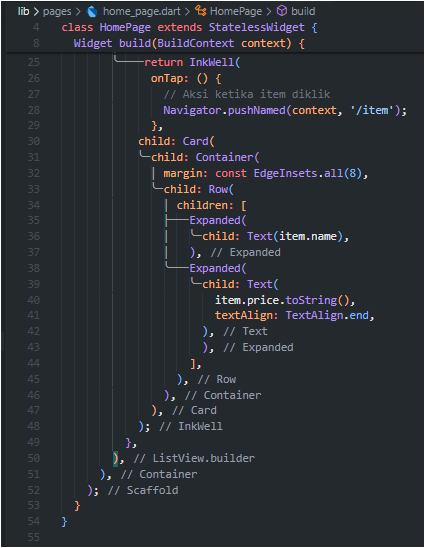 lib > pages > home_page.dart > HomePage > build
4 class HomePage extends StatelessWidget {
8 Widget build(BuildContext context) {
25 return InkWell(
26 onTap: () {
27 // Aksi ketika item diklik
28 Navigator.pushNamed(context, '/item');
29 },
30 child: Card(
31 child: Container(
32 margin: const EdgeInsets.all(8),
33 child: Row(
34 children: [
35 Expanded(
36 child: Text(item.name),
37 ), // Expanded
38 Expanded(
39 child: Text(
40 item.price.toString(),
41 textAlign: TextAlign.end,
42 ), // Text
43 ), // Expanded
44 ],
45 ), // Row
46 ), // Container
47 ), // Card
48 ); // InkWell
49 },
50 ), // ListView.builder
51 ), // Container
52 ); // Scaffold
53 }
54 }
55